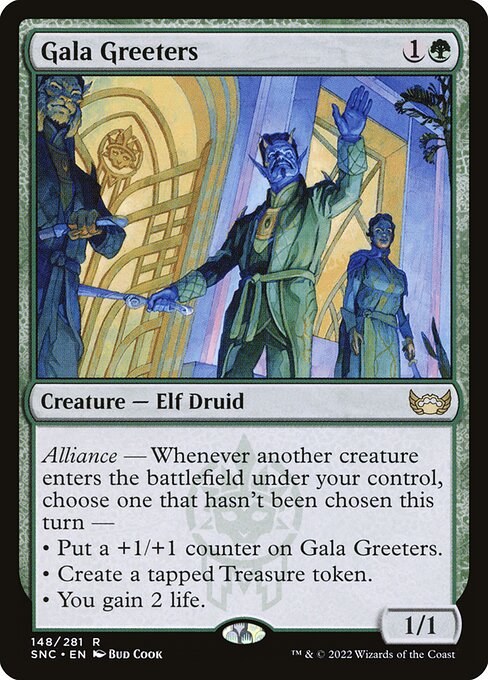 Gala Greeters 1
Creature — Elf Druid
Alliance — Whenever another creature
enters the battlefield under your control,
choose one that hasn't been chosen this
turn —
• Put a +1/+1 counter on Gala Greeters.
• Create a tapped Treasure token.
• You gain 2 life.
1/1
148/281 R
SNC • EN Bud Cook
™ & © 2022 Wizards of the Coast